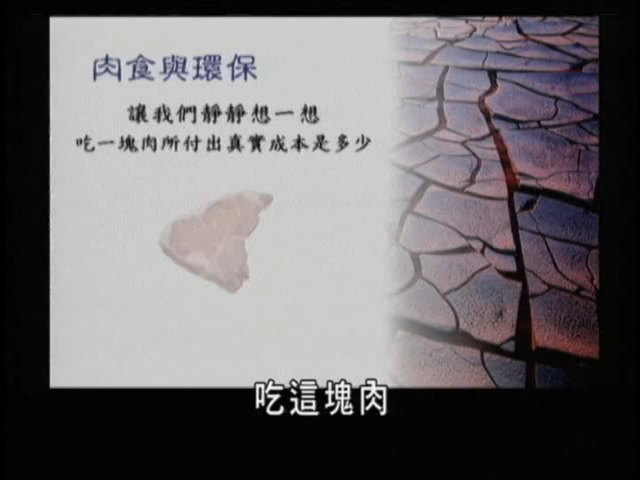 肉食與環保
讓我們靜靜想一想
吃一塊肉所付出真實成本是多少
吃這塊肉